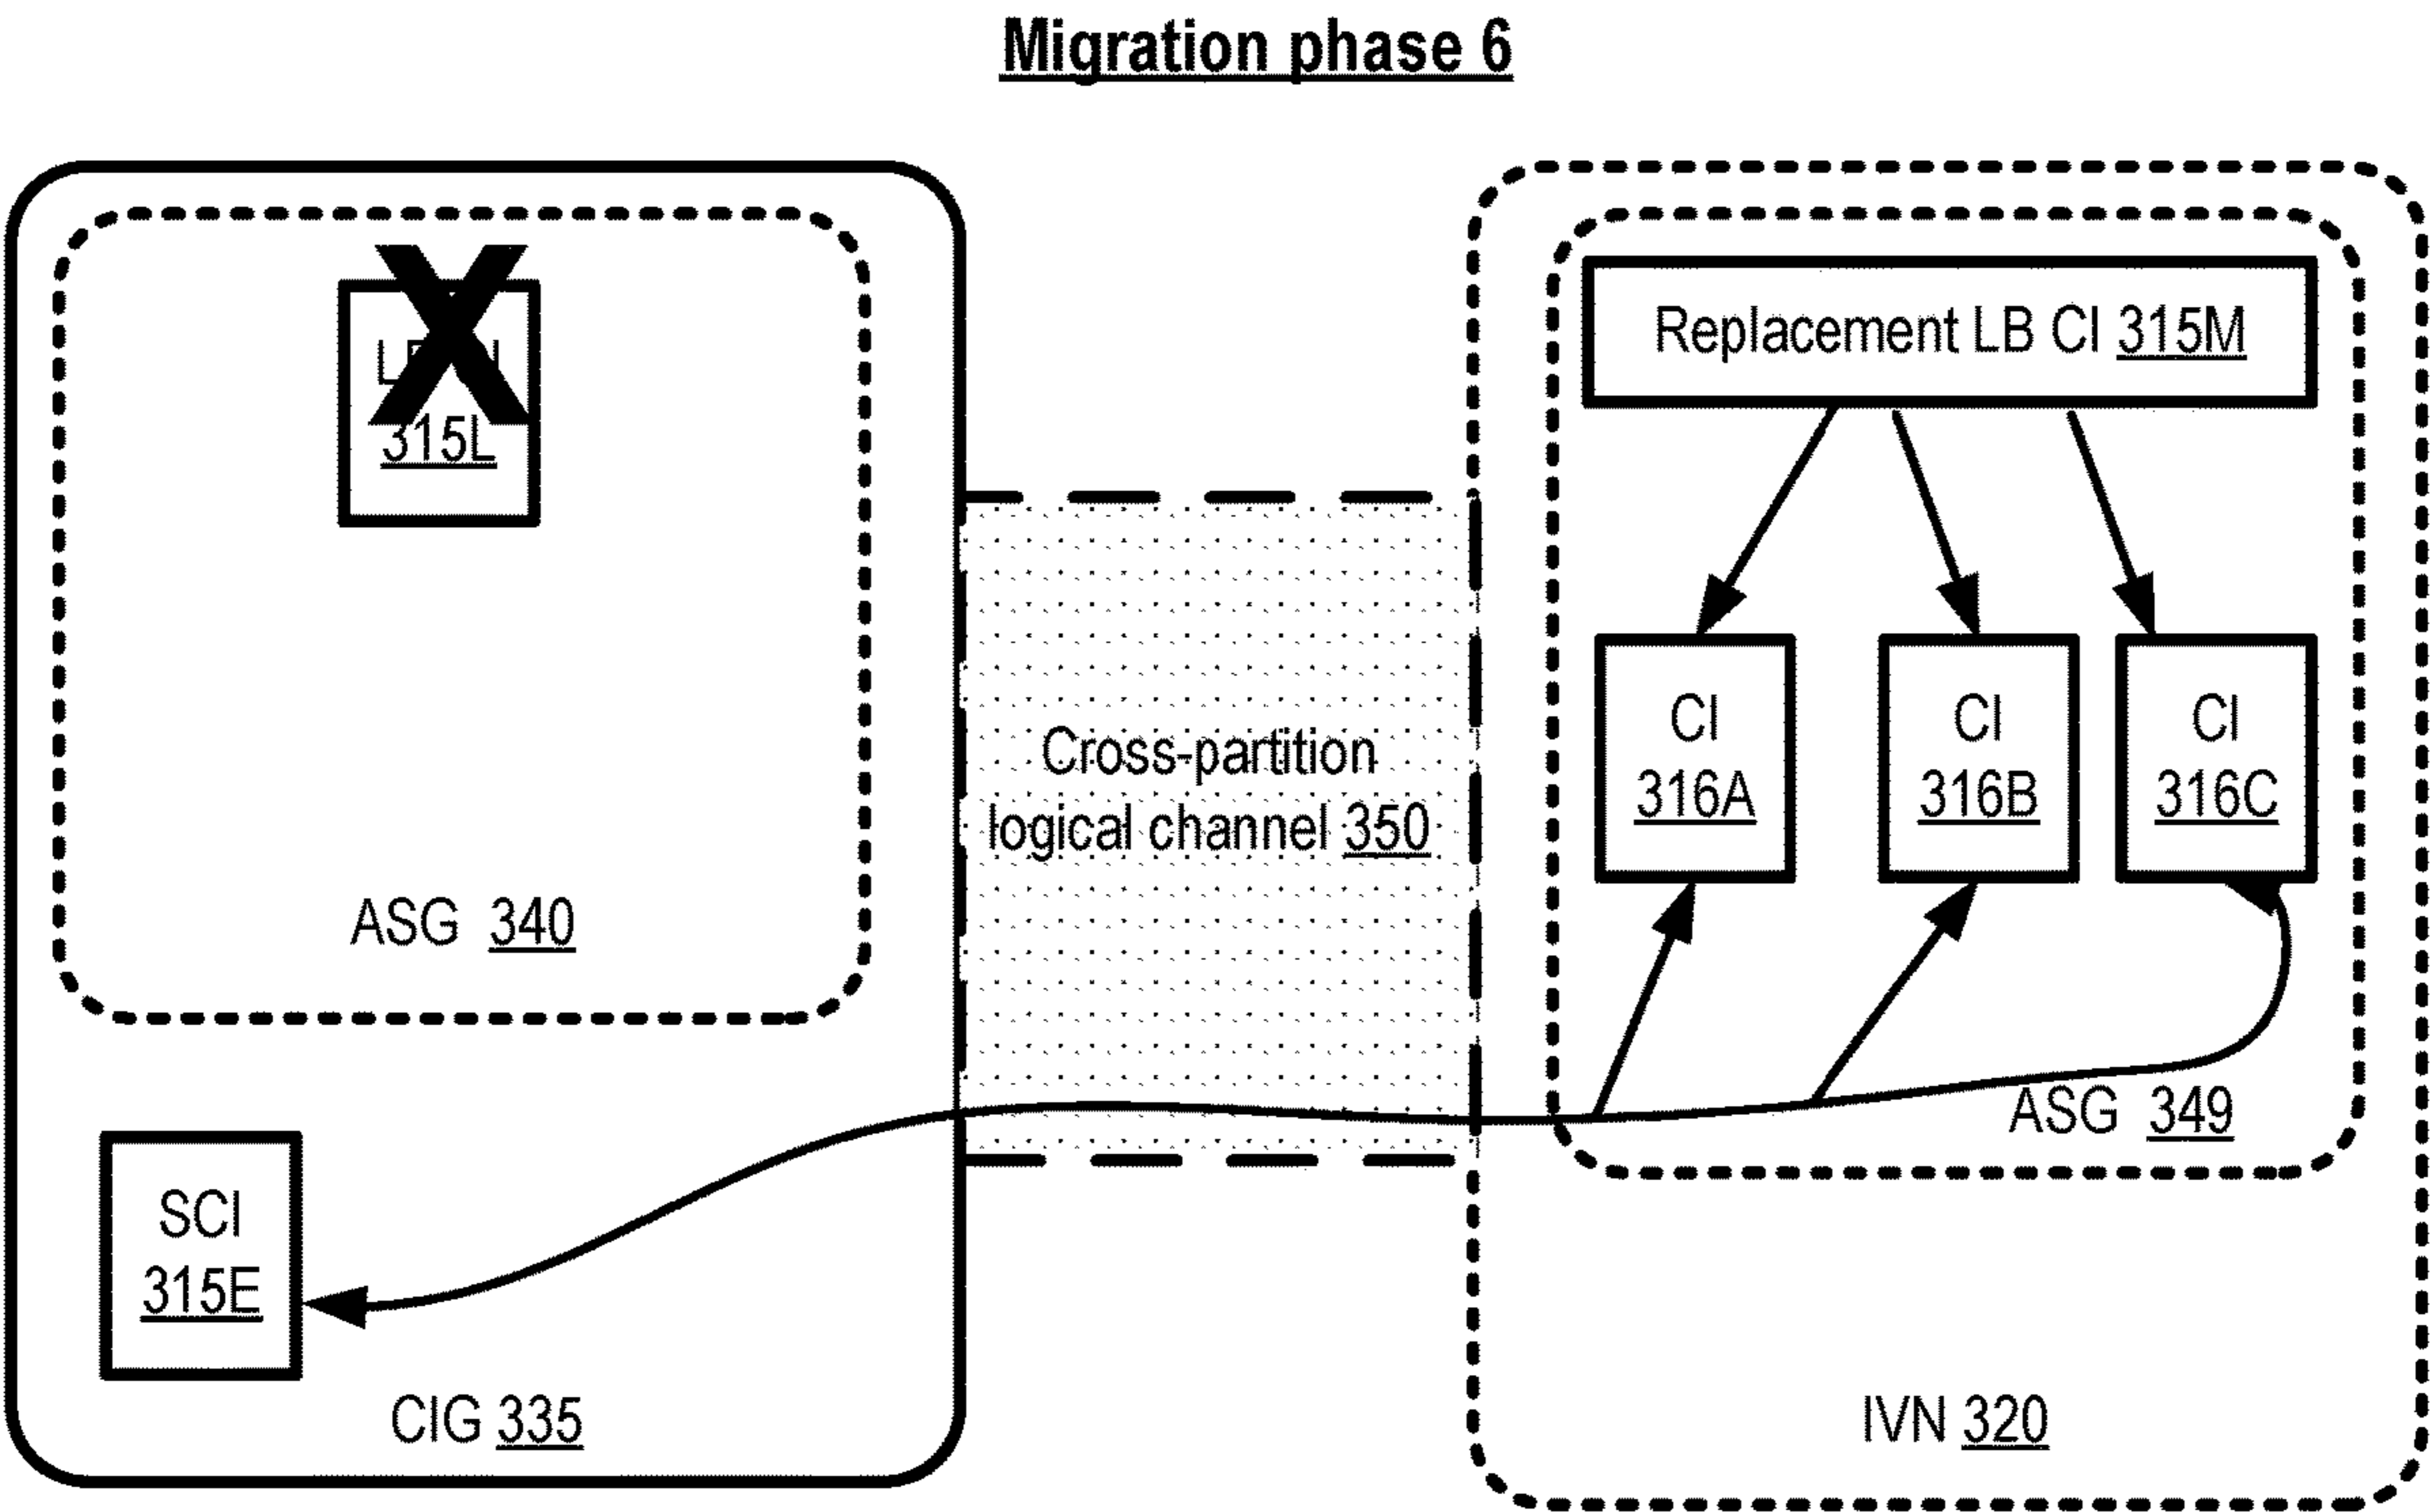 Migration phase 6
315L
ASG 340
SCI
315E
CIG 335
Cross-partition
logical channel 350
Replacement LB CI 315M
CI
316A
CI
316B
CI
316C
ASG 349
IVN 320